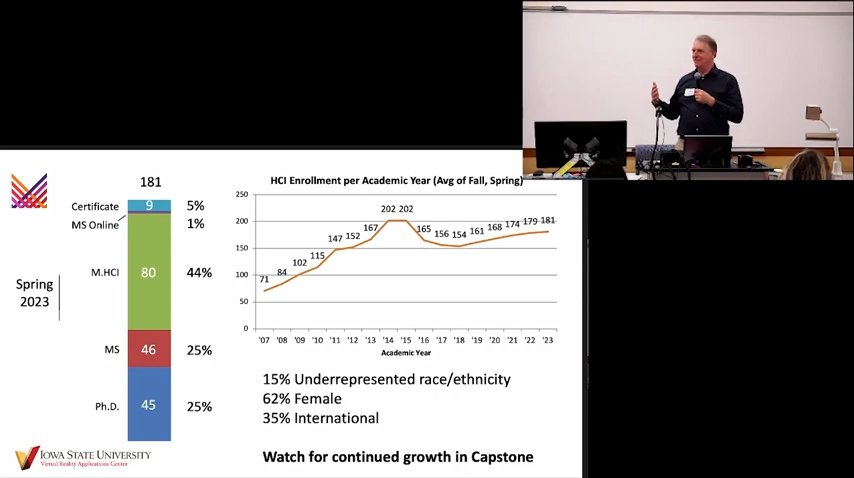 181
Certificate 9 5%
MS Online 1%
M.HCI 80 44%
Spring
2023
MS 46 25%
Ph.D. 45 25%
HCI Enrollment per Academic Year (Avg of Fall, Spring)
250
200
150
100
50
0
71 84 102 115 147 152 167 202 202 165 156 154 161 168 174 179 181
'07 '08 '09 '10 '11 '12 '13 '14 '15 '16 '17 '18 '19 '20 '21 '22 '23
Academic Year
15% Underrepresented race/ethnicity
62% Female
35% International
Watch for continued growth in Capstone
IOWA STATE UNIVERSITY
Virtual Reality Applications Center